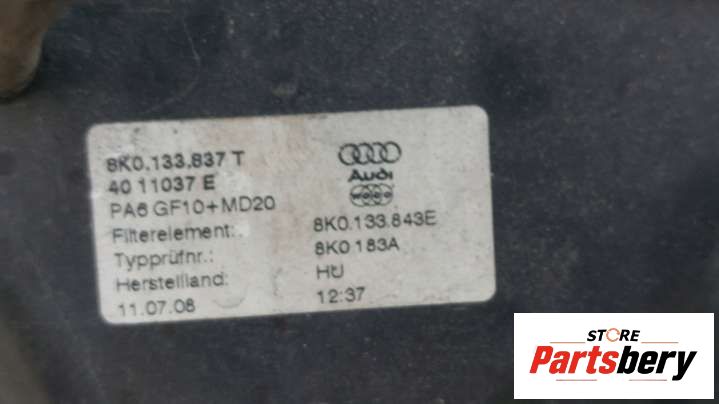 8K0.133.837 T
40 11037 E
PA6 GF10+MD20
Filterelement:
Typprüfnr.:
Herstellland:
11.07.08
Audi
8K0.133.843E
8K0 183A
HU
12:37
STORE
Partsbery